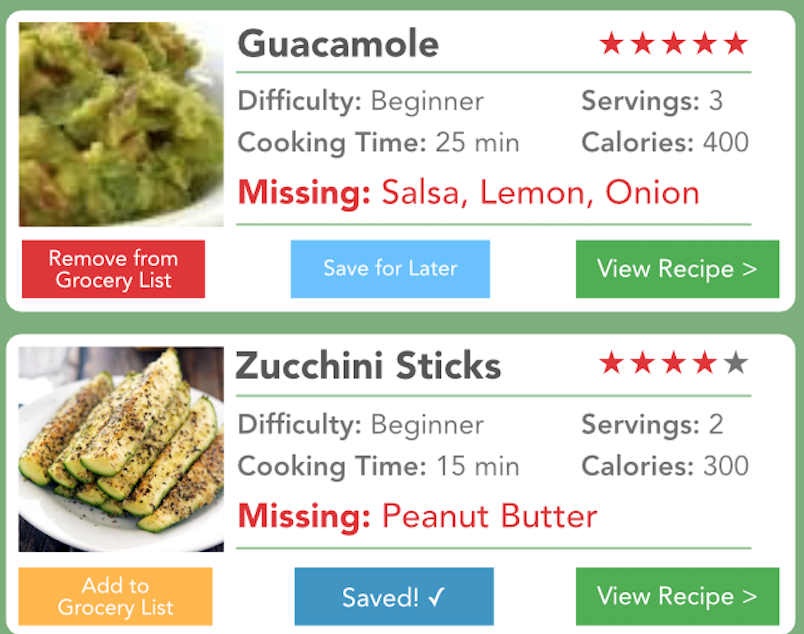 Guacamole ★★★★★
Difficulty: Beginner Servings: 3
Cooking Time: 25 min Calories: 400
Missing: Salsa, Lemon, Onion
Remove from
Grocery List
Save for Later
View Recipe >
Zucchini Sticks ★★★★★
Difficulty: Beginner Servings: 2
Cooking Time: 15 min Calories: 300
Missing: Peanut Butter
Add to
Grocery List
Saved! ✓
View Recipe >